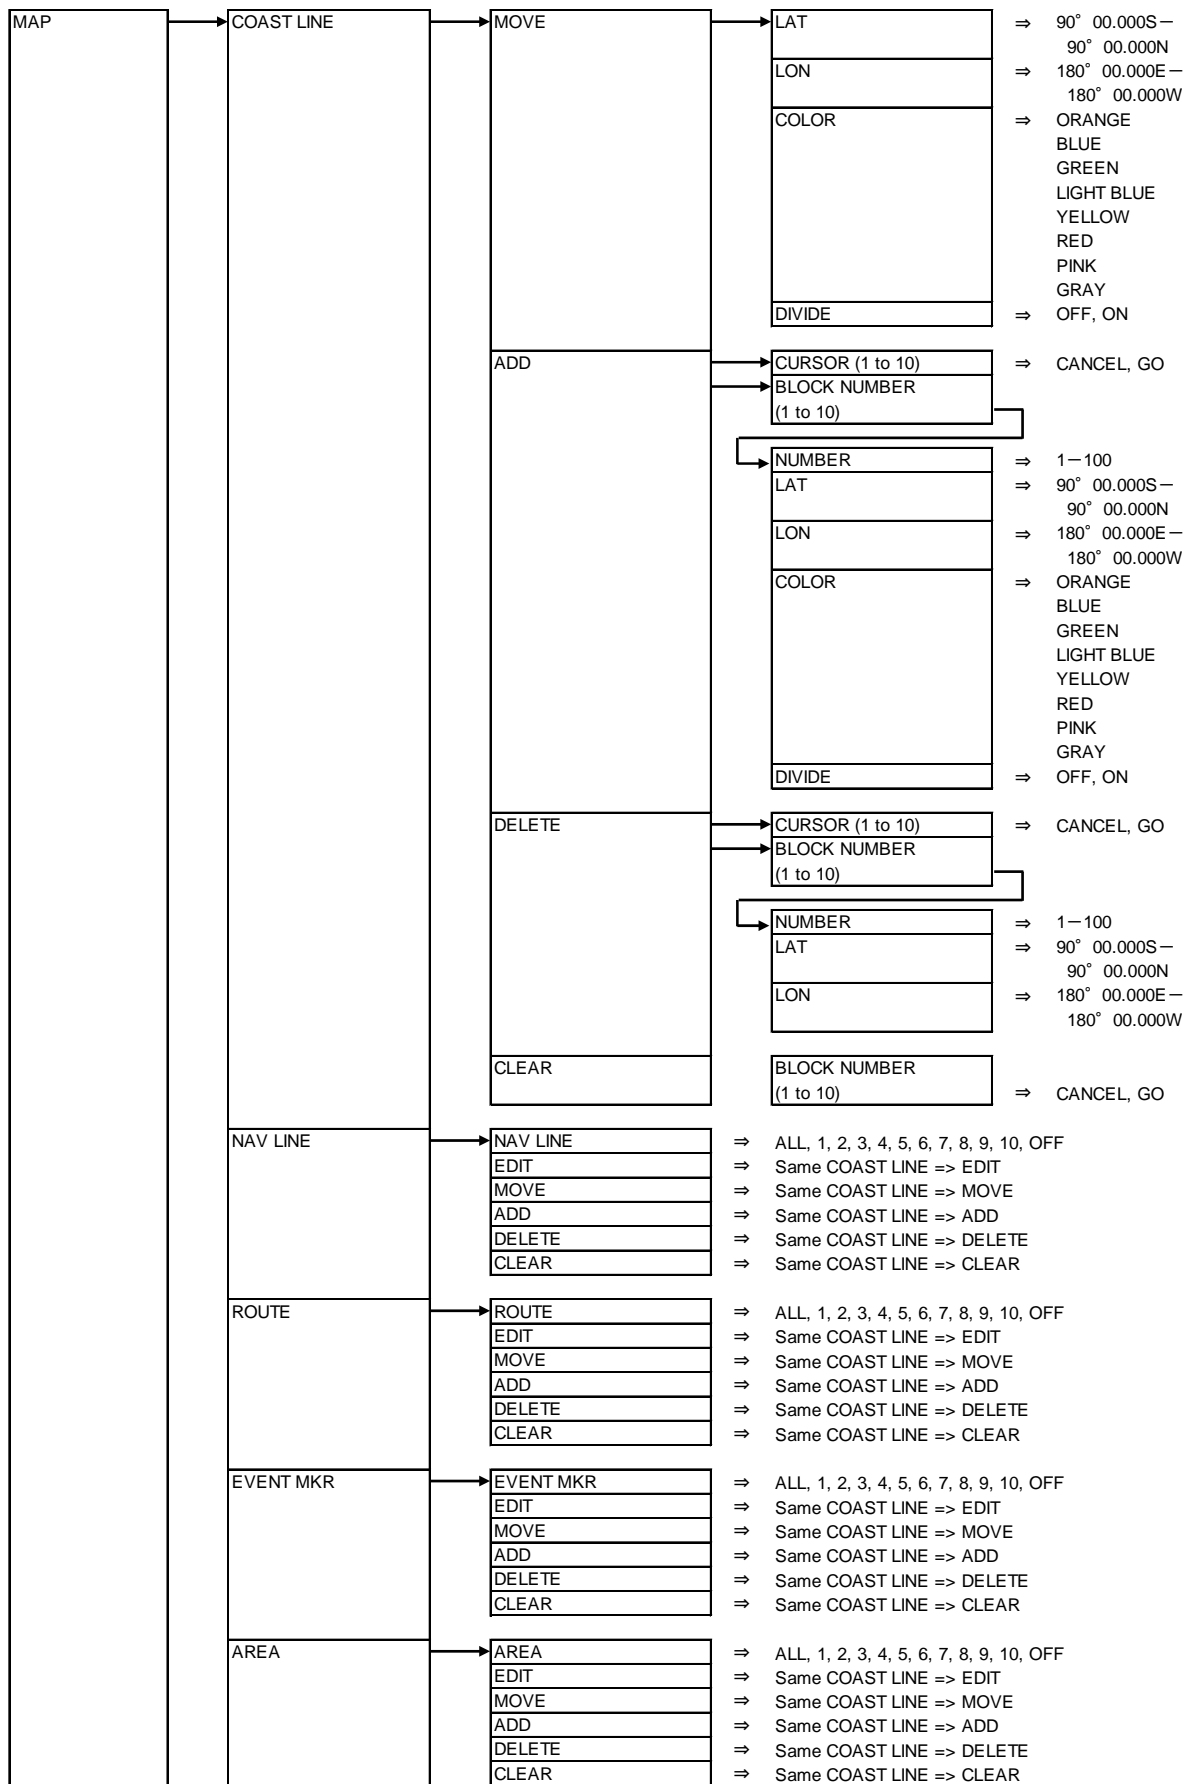 MAP COAST LINE MOVE LAT ⇒ 90° 00.000S－
90° 00.000N
LON ⇒ 180° 00.000E－
180° 00.000W
COLOR ⇒ ORANGE
BLUE
GREEN
LIGHT BLUE
YELLOW
RED
PINK
GRAY
DIVIDE ⇒ OFF, ON
ADD CURSOR (1 to 10) ⇒ CANCEL, GO
BLOCK NUMBER
(1 to 10)
NUMBER ⇒ 1－100
LAT ⇒ 90° 00.000S－
90° 00.000N
LON ⇒ 180° 00.000E－
180° 00.000W
COLOR ⇒ ORANGE
BLUE
GREEN
LIGHT BLUE
YELLOW
RED
PINK
GRAY
DIVIDE ⇒ OFF, ON
DELETE CURSOR (1 to 10) ⇒ CANCEL, GO
BLOCK NUMBER
(1 to 10)
NUMBER ⇒ 1－100
LAT ⇒ 90° 00.000S－
90° 00.000N
LON ⇒ 180° 00.000E－
180° 00.000W
CLEAR BLOCK NUMBER
(1 to 10) ⇒ CANCEL, GO
NAV LINE NAV LINE ⇒ ALL, 1, 2, 3, 4, 5, 6, 7, 8, 9, 10, OFF
EDIT ⇒ Same COAST LINE => EDIT
MOVE ⇒ Same COAST LINE => MOVE
ADD ⇒ Same COAST LINE => ADD
DELETE ⇒ Same COAST LINE => DELETE
CLEAR ⇒ Same COAST LINE => CLEAR
ROUTE ROUTE ⇒ ALL, 1, 2, 3, 4, 5, 6, 7, 8, 9, 10, OFF
EDIT ⇒ Same COAST LINE => EDIT
MOVE ⇒ Same COAST LINE => MOVE
ADD ⇒ Same COAST LINE => ADD
DELETE ⇒ Same COAST LINE => DELETE
CLEAR ⇒ Same COAST LINE => CLEAR
EVENT MKR EVENT MKR ⇒ ALL, 1, 2, 3, 4, 5, 6, 7, 8, 9, 10, OFF
EDIT ⇒ Same COAST LINE => EDIT
MOVE ⇒ Same COAST LINE => MOVE
ADD ⇒ Same COAST LINE => ADD
DELETE ⇒ Same COAST LINE => DELETE
CLEAR ⇒ Same COAST LINE => CLEAR
AREA AREA ⇒ ALL, 1, 2, 3, 4, 5, 6, 7, 8, 9, 10, OFF
EDIT ⇒ Same COAST LINE => EDIT
MOVE ⇒ Same COAST LINE => MOVE
ADD ⇒ Same COAST LINE => ADD
DELETE ⇒ Same COAST LINE => DELETE
CLEAR ⇒ Same COAST LINE => CLEAR